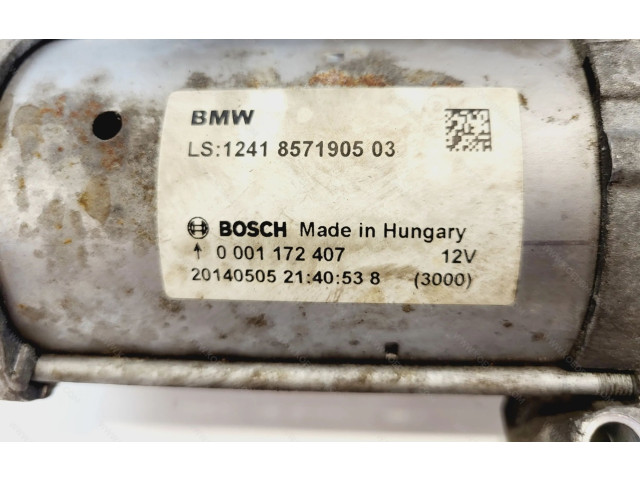 BMW
LS:1241 8571905 03
BOSCH Made in Hungary
↑ 0 001 172 407 12V
20140505 21:40:53 8 (3000)